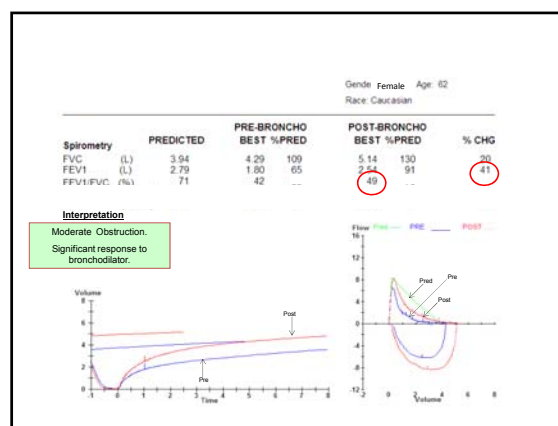 Gende Female Age: 62
Race: Caucasian
PRE-BRONCHO POST-BRONCHO
Spirometry PREDICTED BEST %PRED BEST %PRED % CHG
FVC (L) 3.94 4.29 109 5.14 130 20
FEV1 (L) 2.79 1.80 65 2.54 91 41
FEV1/FVC (%) 71 42 49
Interpretation
Moderate Obstruction.
Significant response to
bronchodilator.
Flow Pred PRE POST
16
12
8
4
0
-4
-8
-12
-2 0 2 4 6 8
Volume
Pred
Pre
Post
Volume
8
6
4
2
0
-1 0 1 2 3 4 5 6 7 8
Time
Post
Pre